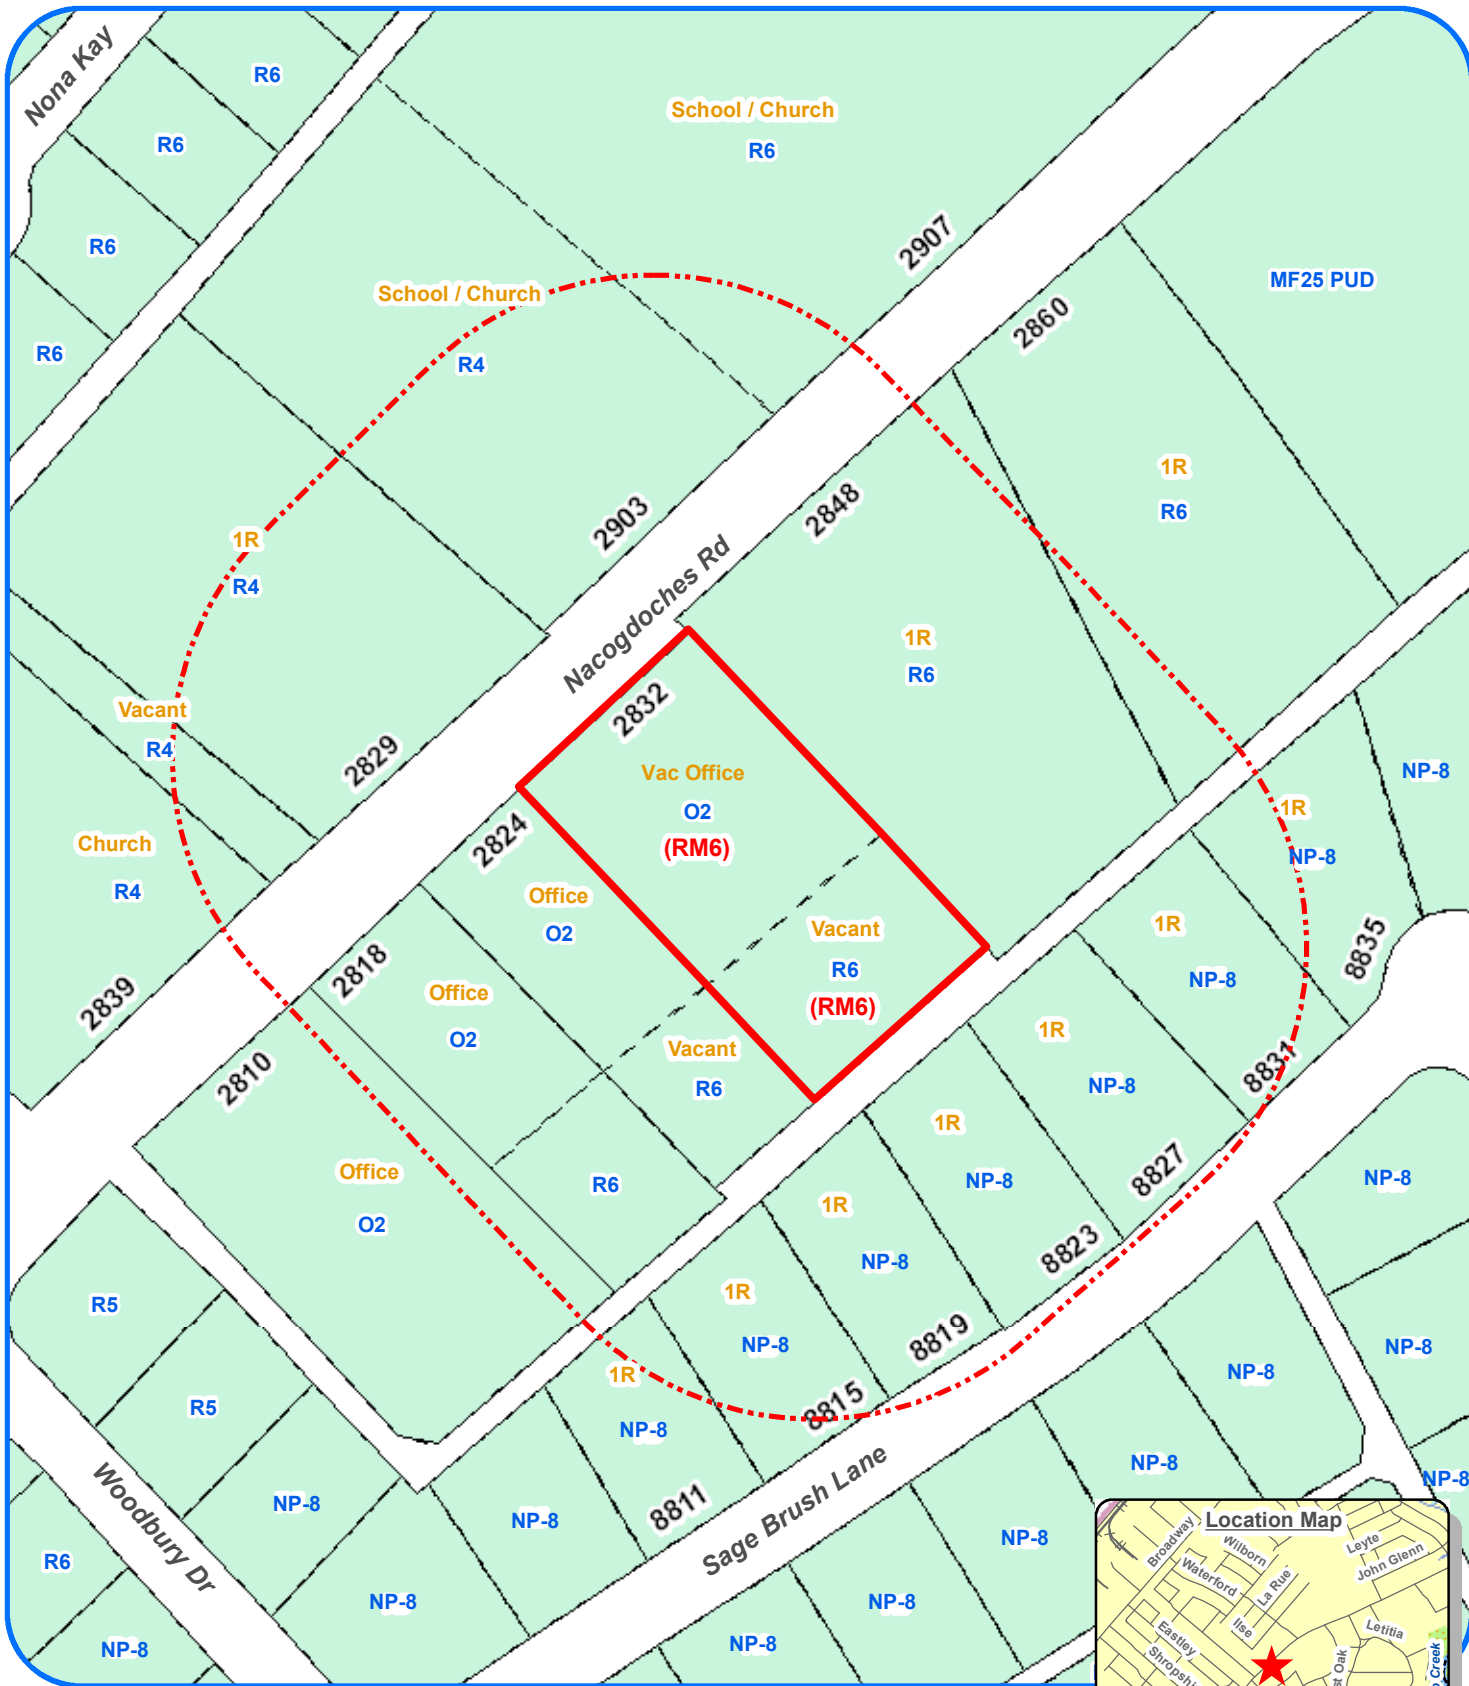 Nona Kay
R6
School / Church
R6
R6
2907
R6
MF25 PUD
School / Church
2860
R6
R4
1R
R6
2848
2903
1R
R4
Nacogdoches Rd
1R
R6
2832
Vacant
R4
2829
Vac Office
O2
(RM6)
NP-8
1R
NP-8
2824
Church
R4
Office
O2
Vacant
R6
(RM6)
1R
NP-8
8835
2818
Office
O2
2839
1R
NP-8
Vacant
R6
8831
2810
1R
NP-8
Office
O2
R6
8827
NP-8
1R
NP-8
8823
R5
1R
NP-8
8819
NP-8
1R
NP-8
8815
NP-8
R5
Woodbury Dr
NP-8
NP-8
8811
Sage Brush Lane
NP-8
NP-8
NP-8
R6
NP-8
NP-8
NP-8
NP-8
NP-8
Location Map
Broadway
Wilborn
Leyte
John Glenn
Waterford
La Rue
Ilse
Eastley
Letitia
Shropsh
st Oak
Creek